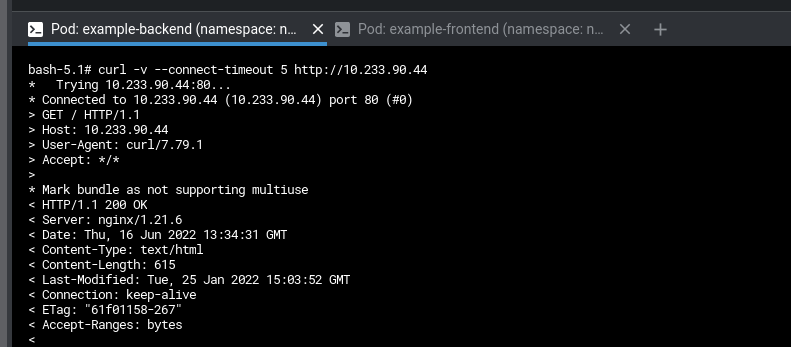 Pod: example-backend (namespace: n... Pod: example-frontend (namespace: n...
bash-5.1# curl -v --connect-timeout 5 http://10.233.90.44
*   Trying 10.233.90.44:80...
* Connected to 10.233.90.44 (10.233.90.44) port 80 (#0)
> GET / HTTP/1.1
> Host: 10.233.90.44
> User-Agent: curl/7.79.1
> Accept: */*
>
* Mark bundle as not supporting multiuse
< HTTP/1.1 200 OK
< Server: nginx/1.21.6
< Date: Thu, 16 Jun 2022 13:34:31 GMT
< Content-Type: text/html
< Content-Length: 615
< Last-Modified: Tue, 25 Jan 2022 15:03:52 GMT
< Connection: keep-alive
< ETag: "61f01158-267"
< Accept-Ranges: bytes
<